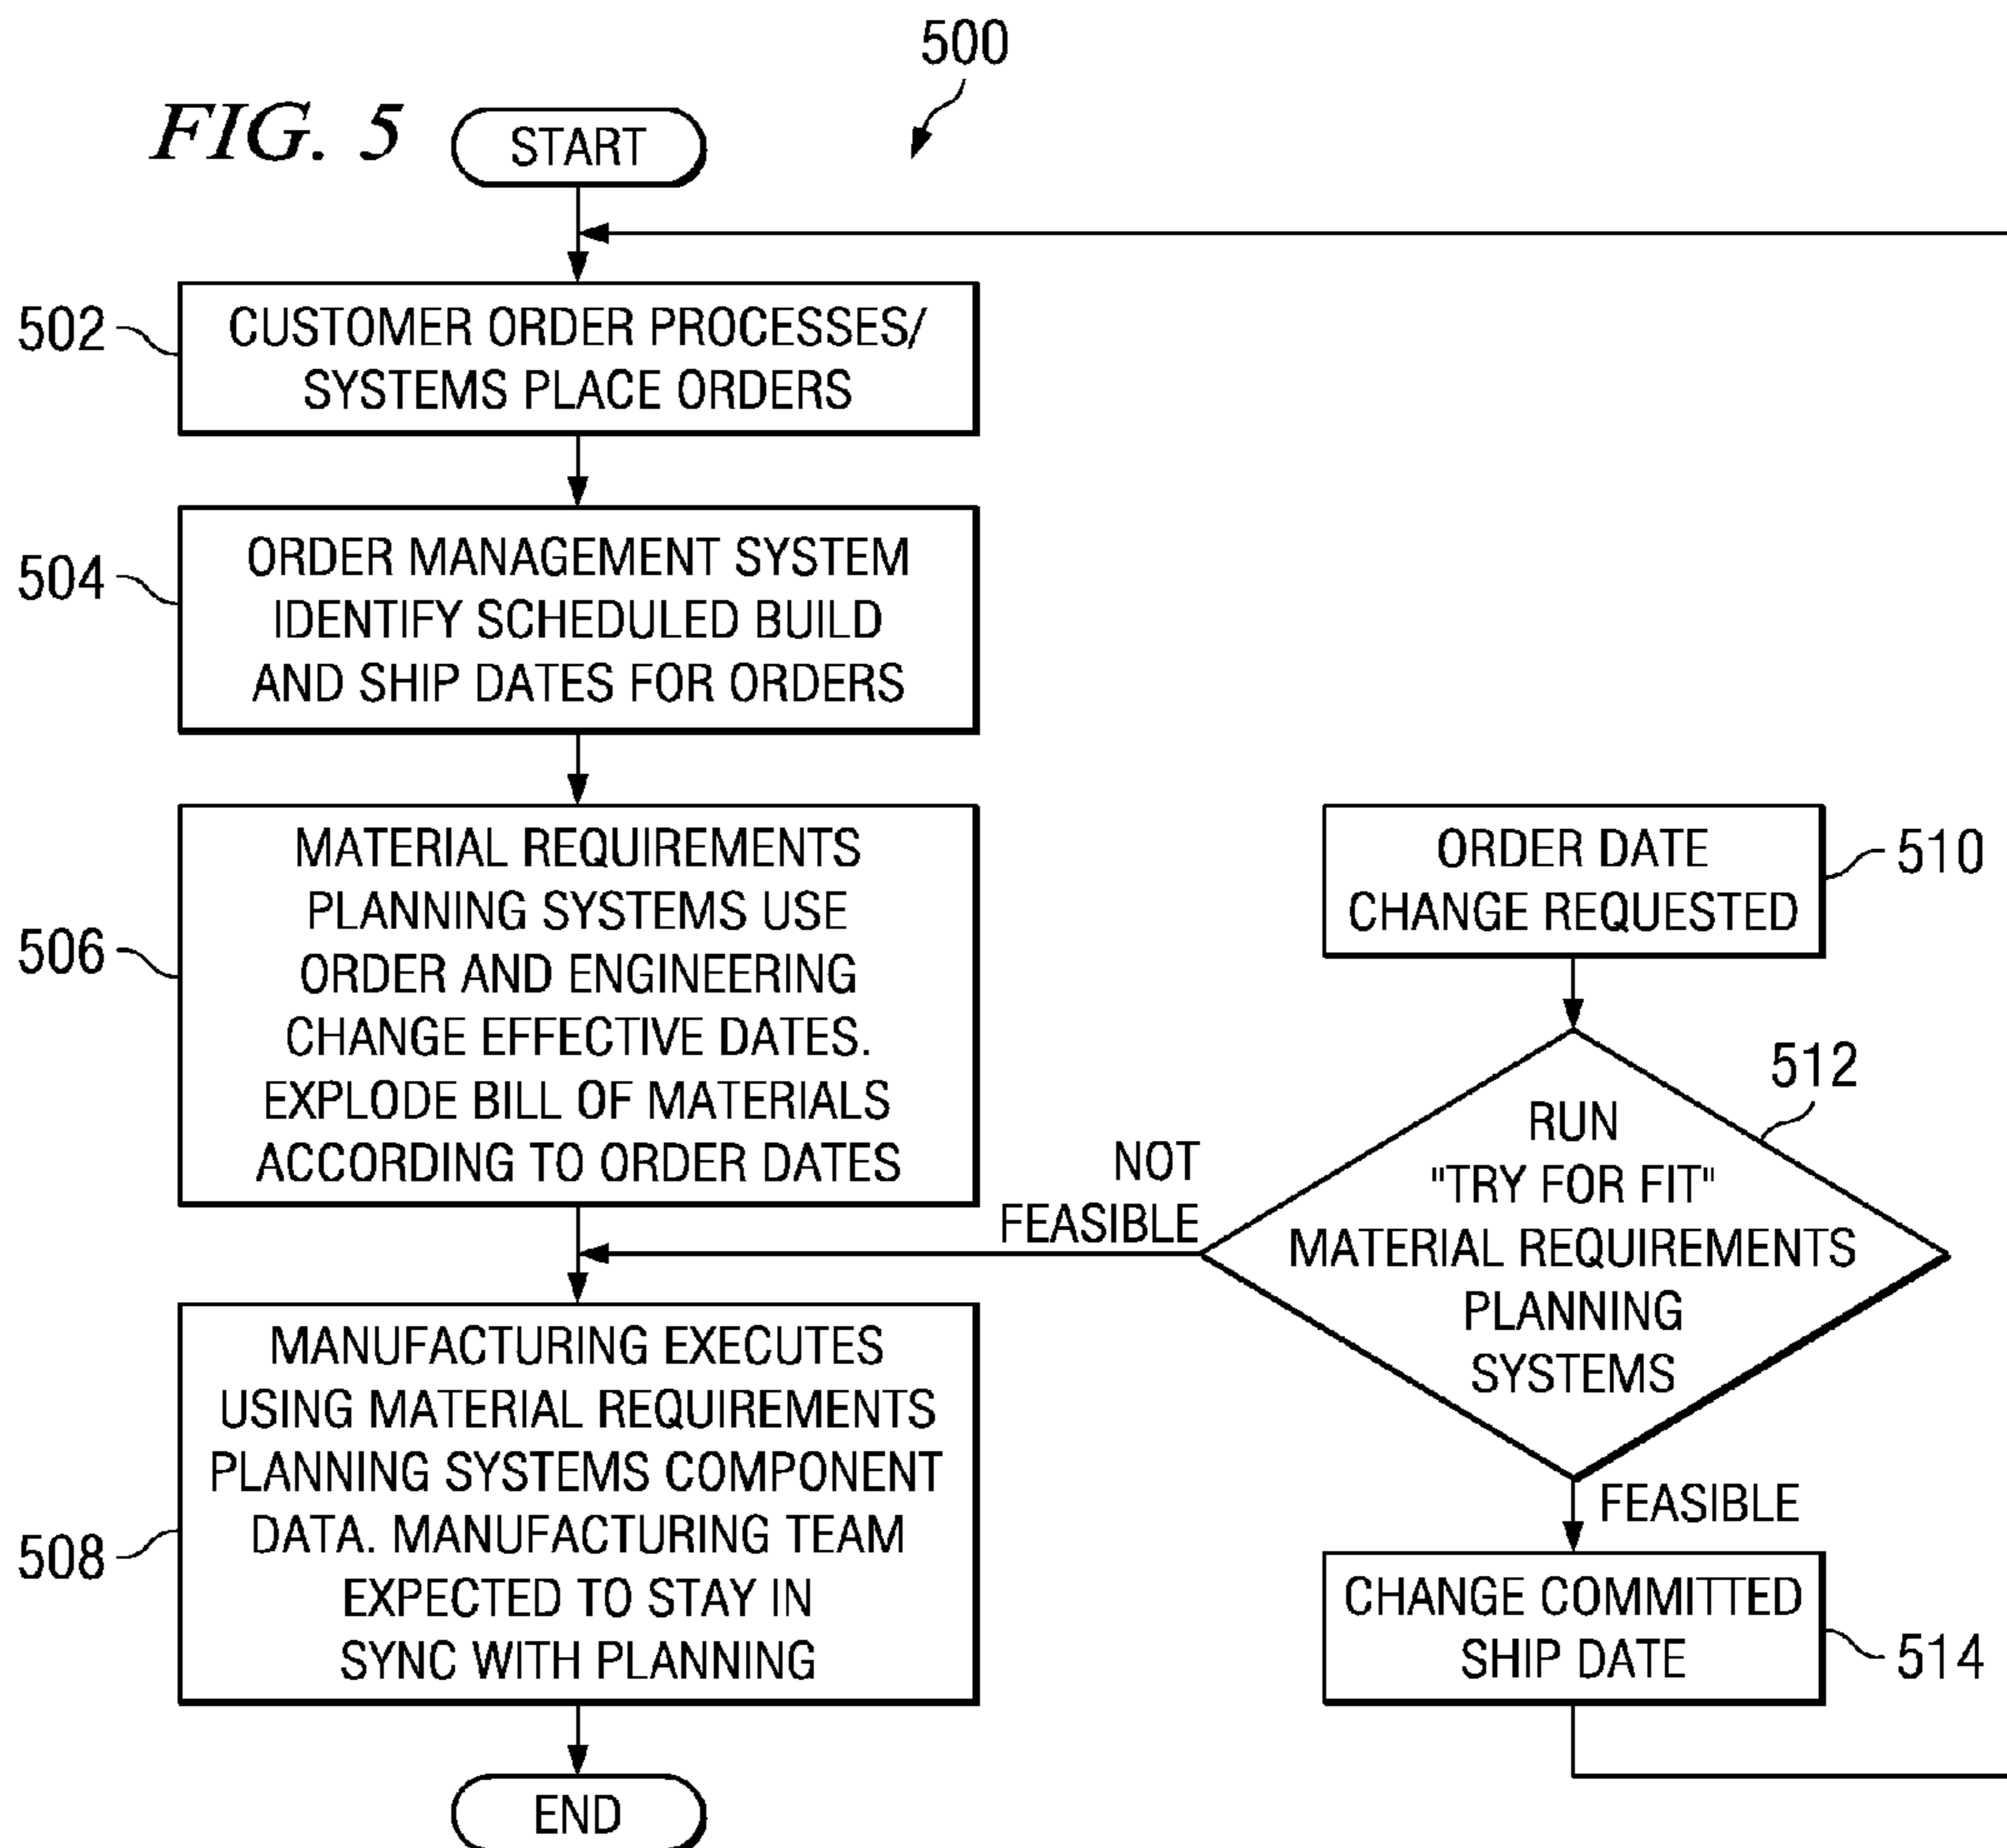 500
FIG. 5
START
502
CUSTOMER ORDER PROCESSES/
SYSTEMS PLACE ORDERS
504
ORDER MANAGEMENT SYSTEM
IDENTIFY SCHEDULED BUILD
AND SHIP DATES FOR ORDERS
506
MATERIAL REQUIREMENTS
PLANNING SYSTEMS USE
ORDER AND ENGINEERING
CHANGE EFFECTIVE DATES.
EXPLODE BILL OF MATERIALS
ACCORDING TO ORDER DATES
508
MANUFACTURING EXECUTES
USING MATERIAL REQUIREMENTS
PLANNING SYSTEMS COMPONENT
DATA. MANUFACTURING TEAM
EXPECTED TO STAY IN
SYNC WITH PLANNING
END
ORDER DATE
CHANGE REQUESTED
510
512
RUN
"TRY FOR FIT"
MATERIAL REQUIREMENTS
PLANNING
SYSTEMS
NOT
FEASIBLE
FEASIBLE
CHANGE COMMITTED
SHIP DATE
514